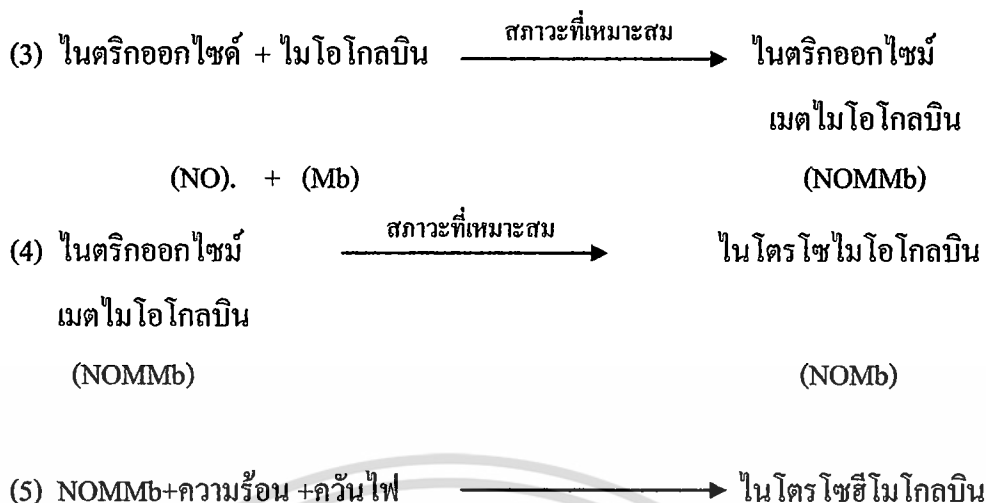 สภาวะที่เหมาะสม
(3) ไนตริกออกไซด์ + ไมโอโกลบิน ไนตริกออกไซม์
เมตไมโอโกลบิน
(NO). + (Mb) (NOMMb)
สภาวะที่เหมาะสม
(4) ไนตริกออกไซม์ ไนโตรโซไมโอโกลบิน
เมตไมโอโกลบิน
(NOMMb) (NOMb)
(5) NOMMb+ความร้อน +ควันไฟ ไนโตรโซฮีโมโกลบิน